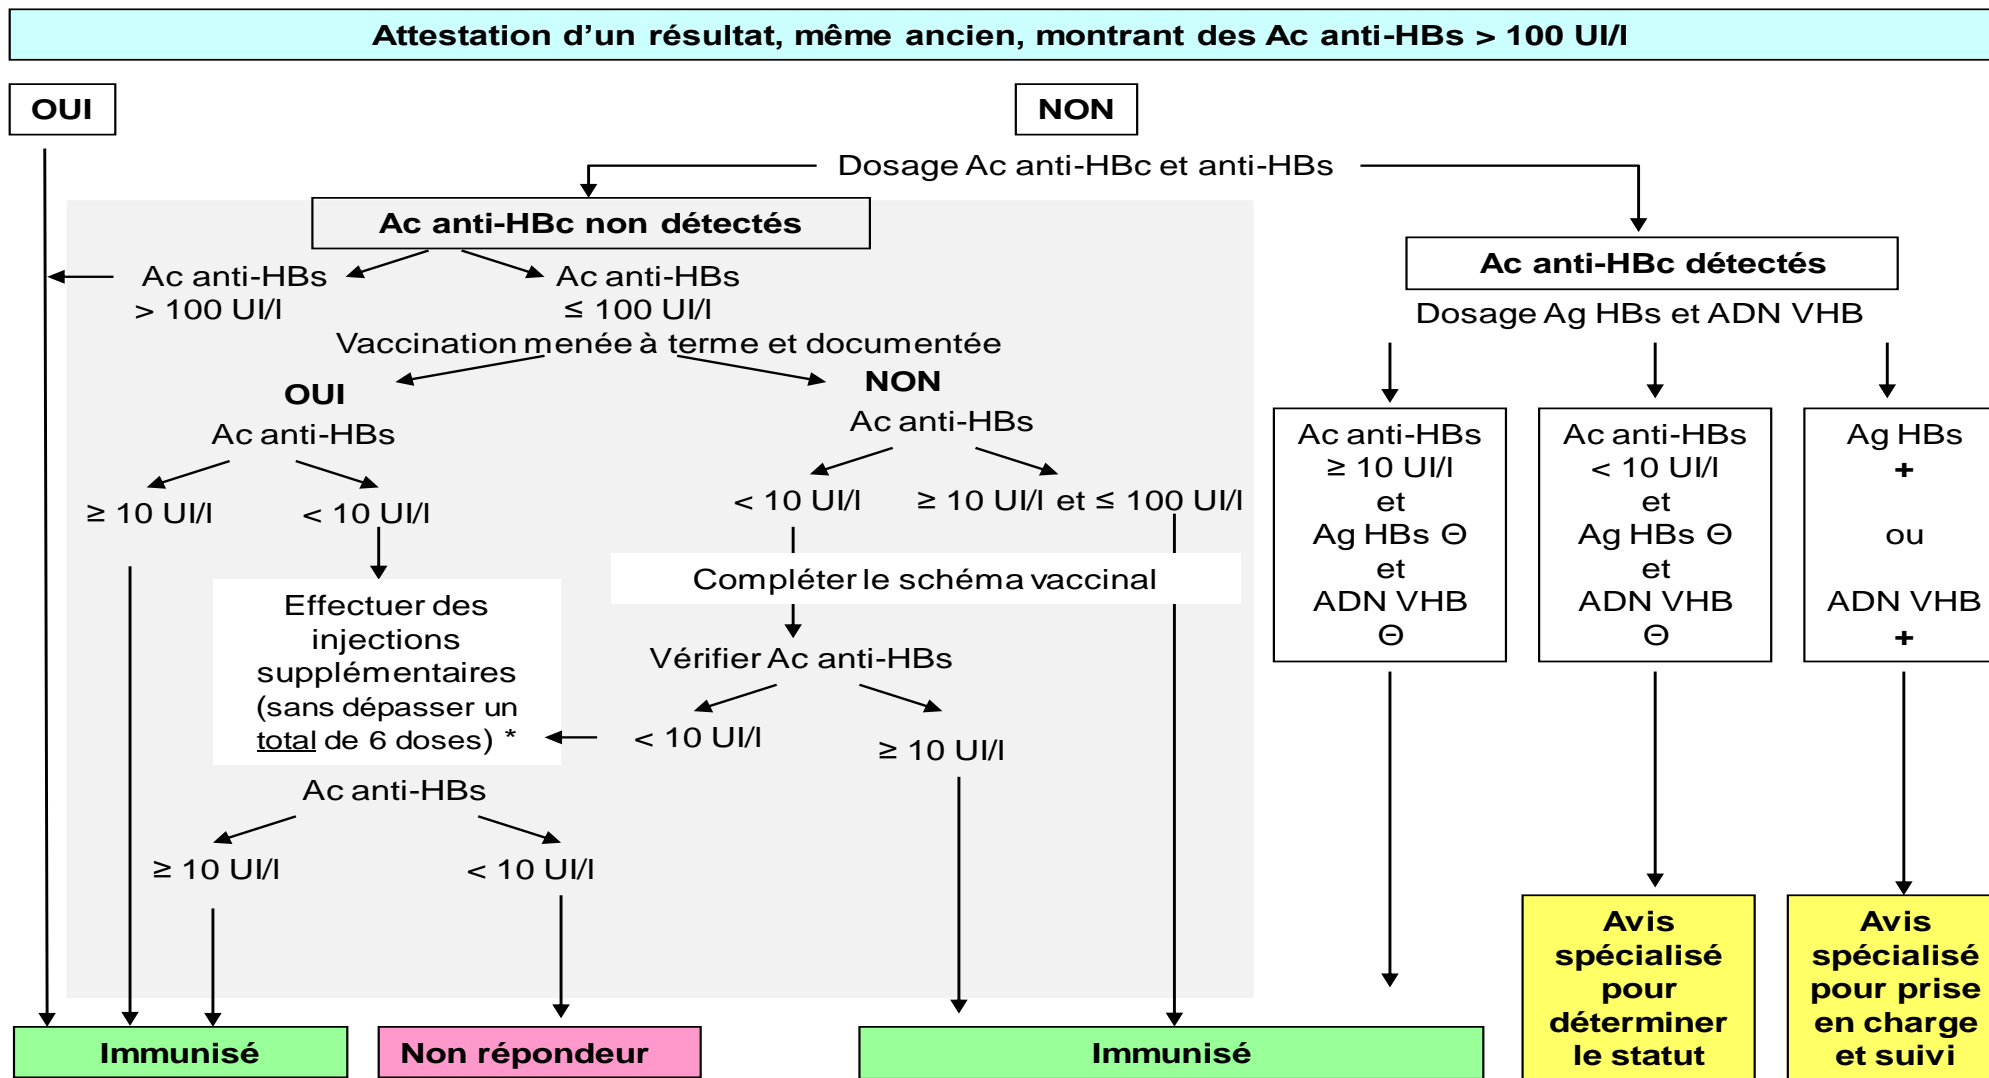 Attestation d’un résultat, même ancien, montrant des Ac anti-HBs > 100 UI/l
OUI
NON
Dosage Ac anti-HBc et anti-HBs
Ac anti-HBc non détectés
Ac anti-HBs
> 100 UI/l
Ac anti-HBs
≤ 100 UI/l
Vaccination menée à terme et documentée
OUI
Ac anti-HBs
≥ 10 UI/l
< 10 UI/l
Effectuer des
injections
supplémentaires
(sans dépasser un
total de 6 doses) *
Ac anti-HBs
≥ 10 UI/l
< 10 UI/l
NON
Ac anti-HBs
< 10 UI/l
≥ 10 UI/l et ≤ 100 UI/l
Compléter le schéma vaccinal
Vérifier Ac anti-HBs
< 10 UI/l
≥ 10 UI/l
Ac anti-HBc détectés
Dosage Ag HBs et ADN VHB
Ac anti-HBs
≥ 10 UI/l
et
Ag HBs Θ
et
ADN VHB
Θ
Ac anti-HBs
< 10 UI/l
et
Ag HBs Θ
et
ADN VHB
Θ
Ag HBs
+
ou
ADN VHB
+
Immunisé
Non répondeur
Immunisé
Avis
spécialisé
pour
déterminer
le statut
Avis
spécialisé
pour prise
en charge
et suivi